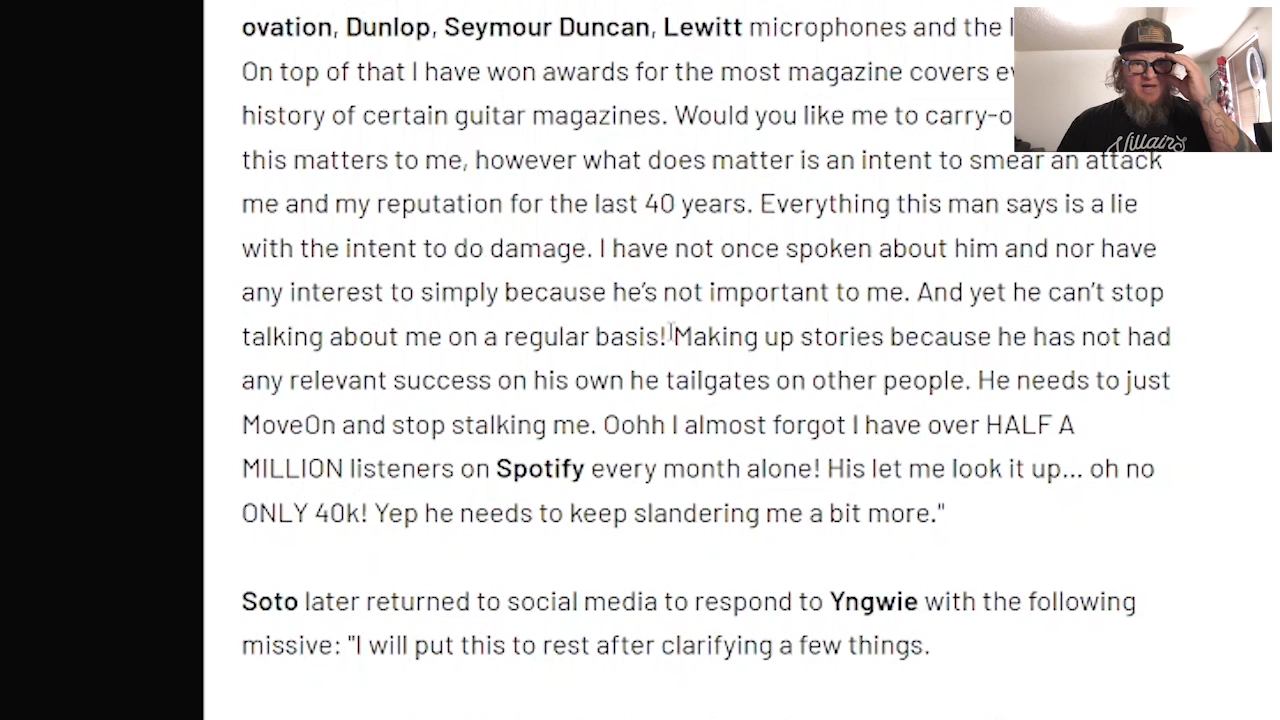 ovation, Dunlop, Seymour Duncan, Lewitt microphones and the
On top of that I have won awards for the most magazine covers
history of certain guitar magazines. Would you like me to carry-o
this matters to me, however what does matter is an intent to smear an attack
me and my reputation for the last 40 years. Everything this man says is a lie
with the intent to do damage. I have not once spoken about him and nor have
any interest to simply because he's not important to me. And yet he can't stop
talking about me on a regular basis! Making up stories because he has not had
any relevant success on his own he tailgates on other people. He needs to just
MoveOn and stop stalking me. Oohh I almost forgot I have over HALF A
MILLION listeners on Spotify every month alone! His let me look it up... oh no
ONLY 40k! Yep he needs to keep slandering me a bit more."
Soto later returned to social media to respond to Yngwie with the following
missive: "I will put this to rest after clarifying a few things.
Villains